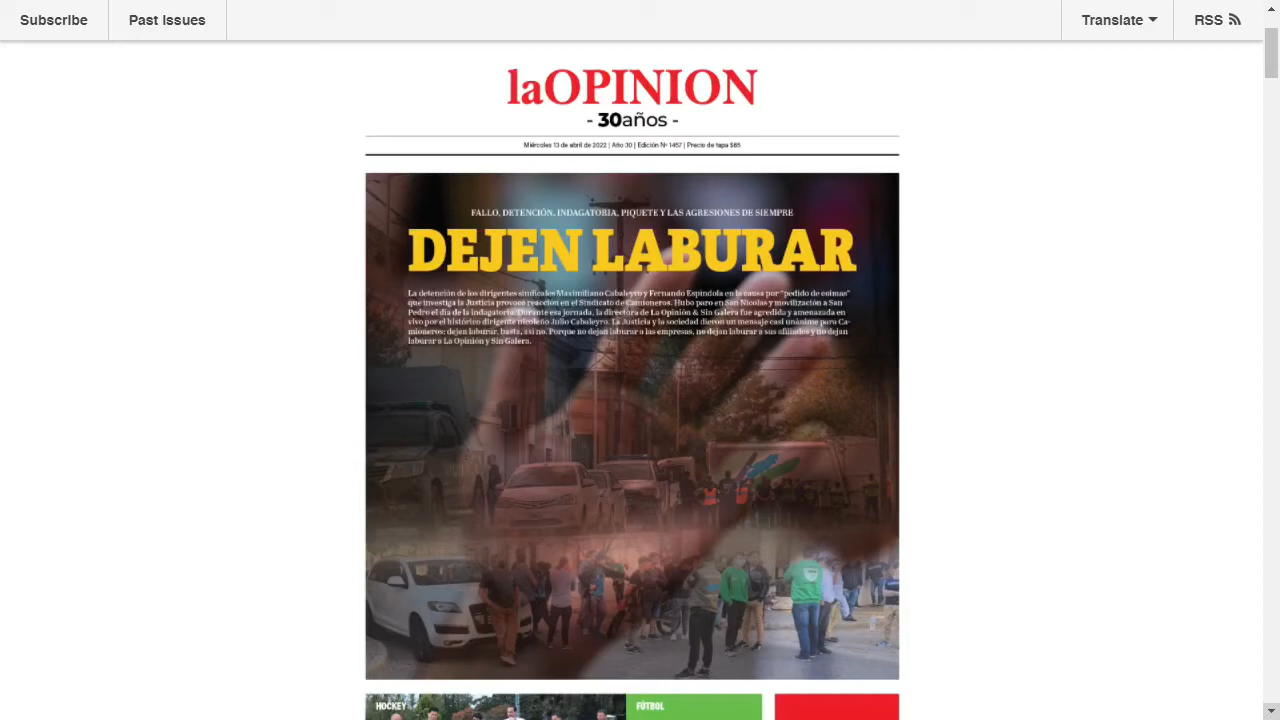 Subscribe
Past Issues
Translate
RSS
laOPINION
- 30años -
Miércoles 13 de abril de 2022 | Año 30 | Edición Nº 1457 | Precio de tapa $65
FALLO, DETENCIÓN, INDAGATORIA, PIQUETE Y LAS AGRESIONES DE SIEMPRE
DEJEN LABURAR
La detención de los dirigentes sindicales Maximiliano Cabaleyro y Fernando Espíndola en la causa por "pedido de coimas"
que investiga la Justicia provocó reacción en el Sindicato de Camioneros. Hubo paro en San Nicolás y movilización a San
Pedro el día de la indagatoria. Durante esa jornada, la directora de La Opinión & Sin Galera fue agredida y amenazada en
vivo por el histórico dirigente nicoleño Julio Cabaleyro. La Justicia y la sociedad dieron un mensaje casi unánime para Ca-
mioneros: dejen laburar, basta, así no. Porque no dejan laburar a las empresas, no dejan laburar a sus afiliados y no dejan
laburar a La Opinión y Sin Galera.
HOCKEY
FÚTBOL